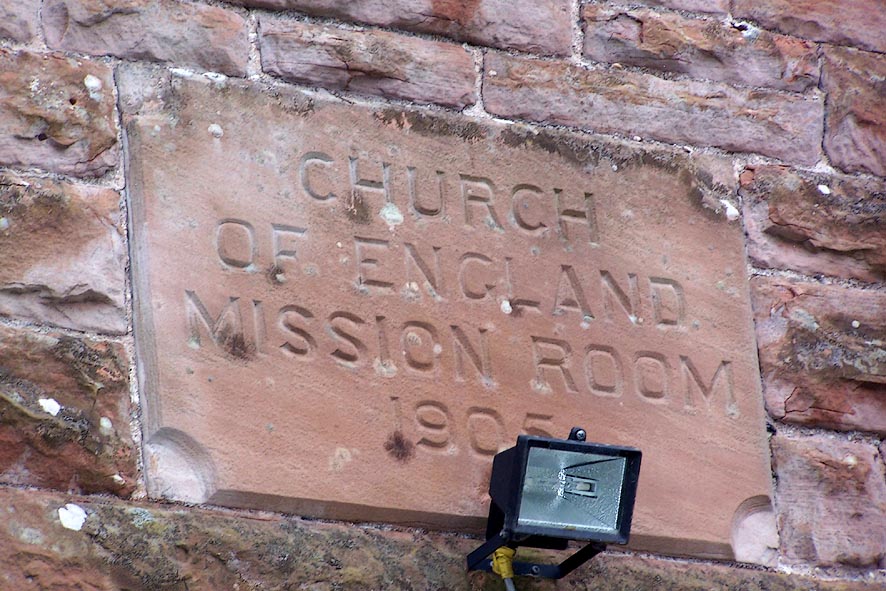 CHURCH
OF ENGLAND
MISSION ROOM
1905